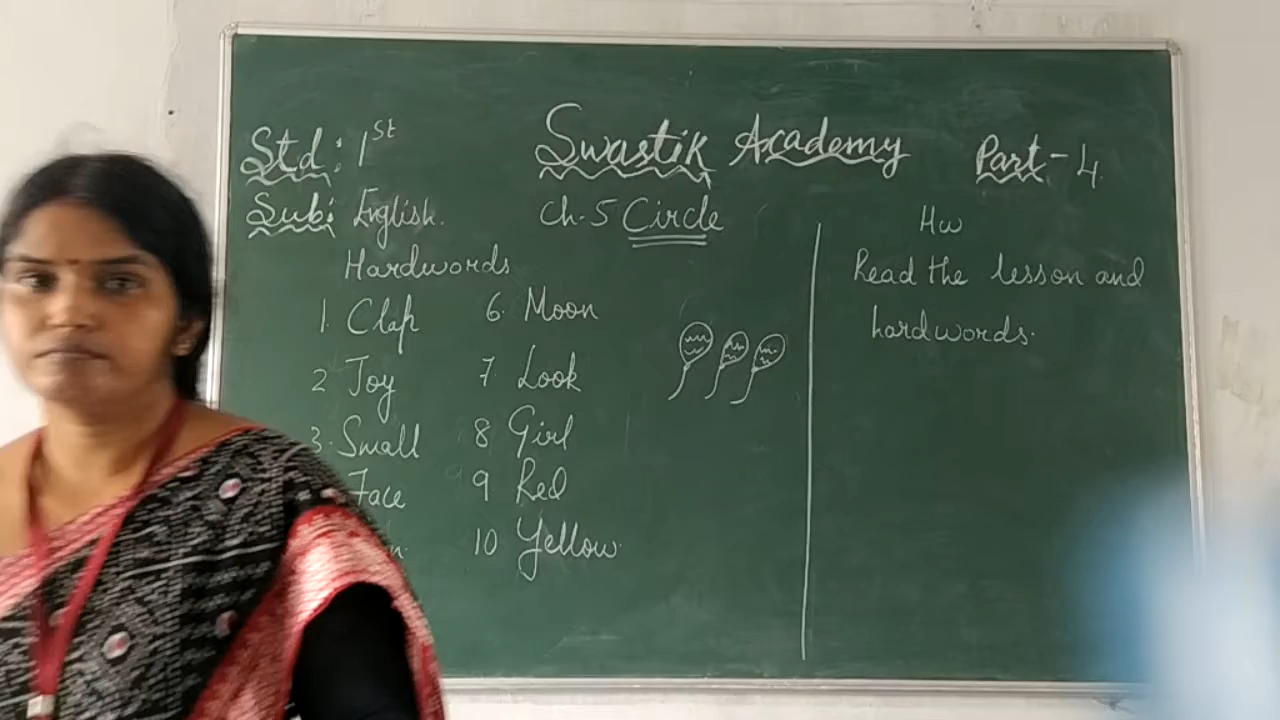 Std: 1st
Swastik Academy
Part-4
Sub: English.
Ch.5 Circle
Hardwords
1. Clap
2 Joy
3. Small
Face
6. Moon
7 Look
8 Girl
9 Red
10 Yellow.
Hw
Read the lesson and
hardwords.